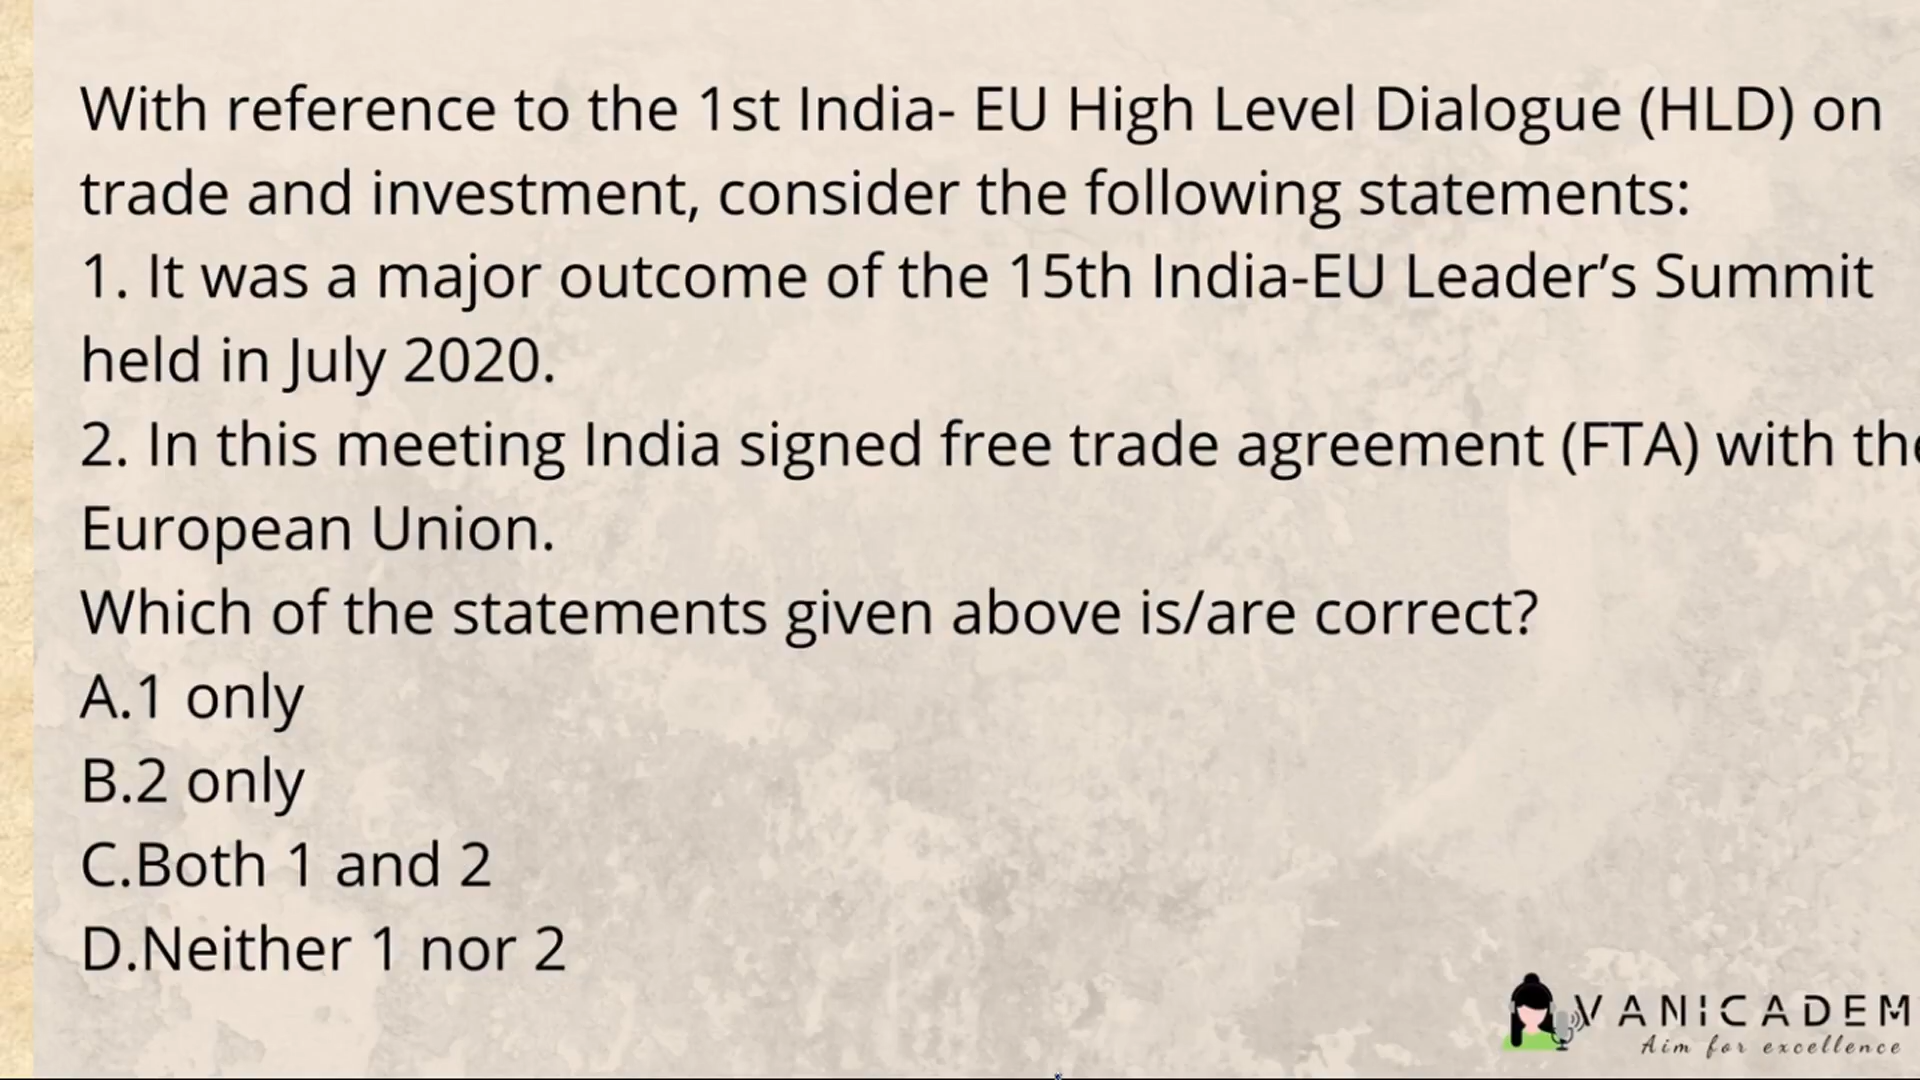 With reference to the 1st India- EU High Level Dialogue (HLD) on
trade and investment, consider the following statements:
1. It was a major outcome of the 15th India-EU Leader’s Summit
held in July 2020.
2. In this meeting India signed free trade agreement (FTA) with the
European Union.
Which of the statements given above is/are correct?
A.1 only
B.2 only
C.Both 1 and 2
D.Neither 1 nor 2
VANICADEM
Aim for excellence